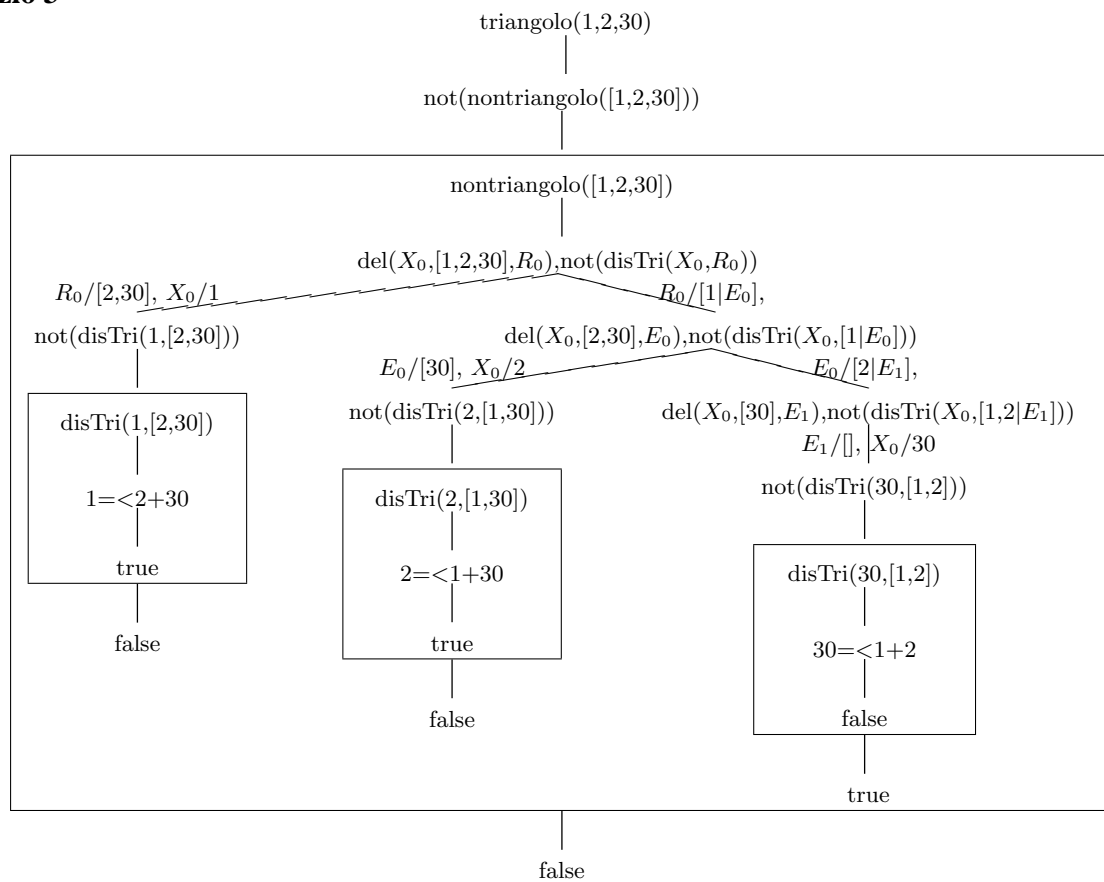 triangolo(1,2,30)
not(nontriangolo([1,2,30]))
nontriangolo([1,2,30])
del(X₀,[1,2,30],R₀),not(disTri(X₀,R₀))
R₀/[2,30], X₀/1
R₀/[1|E₀],
not(disTri(1,[2,30]))
del(X₀,[2,30],E₀),not(disTri(X₀,[1|E₀]))
E₀/[30], X₀/2
E₀/[2|E₁],
disTri(1,[2,30])
not(disTri(2,[1,30]))
del(X₀,[30],E₁),not(disTri(X₀,[1,2|E₁]))
E₁/[], X₀/30
1=<2+30
disTri(2,[1,30])
not(disTri(30,[1,2]))
true
2=<1+30
disTri(30,[1,2])
false
true
30=<1+2
false
false
true
false